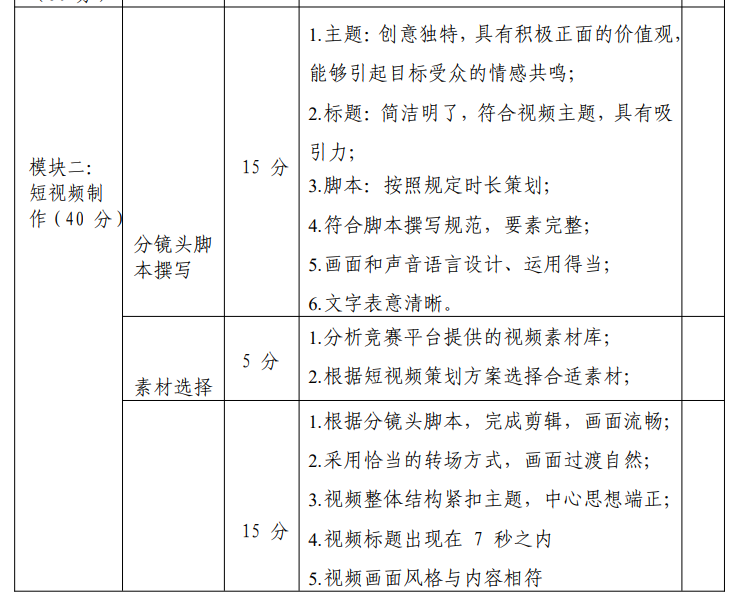 模块二：
短视频制
作（40 分）
分镜头脚
本撰写
15 分
1.主题：创意独特，具有积极正面的价值观，
能够引起目标受众的情感共鸣；
2.标题：简洁明了，符合视频主题，具有吸
引力；
3.脚本：按照规定时长策划；
4.符合脚本撰写规范，要素完整；
5.画面和声音语言设计、运用得当；
6.文字表意清晰。
素材选择
5 分
1.分析竞赛平台提供的视频素材库；
2.根据短视频策划方案选择合适素材；
15 分
1.根据分镜头脚本，完成剪辑，画面流畅；
2.采用恰当的转场方式，画面过渡自然；
3.视频整体结构紧扣主题，中心思想端正；
4.视频标题出现在 7 秒之内
5.视频画面风格与内容相符